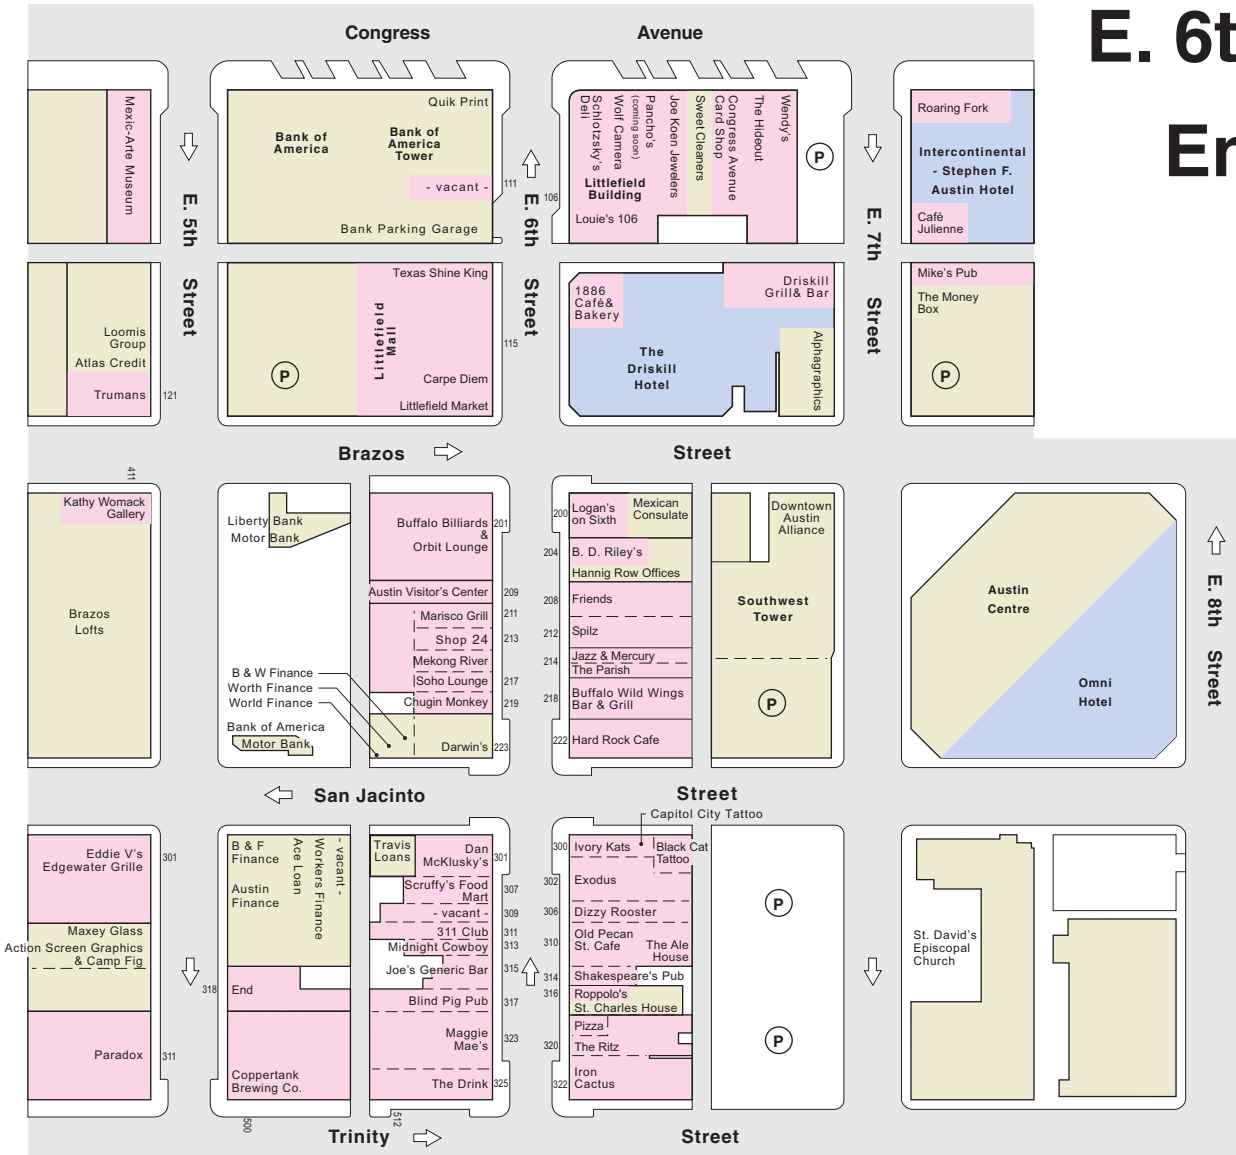 E. 6t
Er
Congress Avenue
Mexic-Arte Museum
E. 5th Street
Quik Print
Bank of
America
Bank of
America
Tower
- vacant -
Bank Parking Garage
111
E. 6th Street
106
Schlotzsky's
Deli
Wolf Camera
Pancho's
(coming soon)
Joe Koen Jewelers
Sweet Cleaners
Congress Avenue
Card Shop
The Hideout
Wendy's
Littlefield
Building
Louie's 106
P
E. 7th Street
Roaring Fork
Intercontinental
- Stephen F.
Austin Hotel
Café
Julienne
Loomis
Group
Atlas Credit
Trumans
121
P
Texas Shine King
Littlefield
Mall
Carpe Diem
Littlefield Market
115
1886
Café&
Bakery
The
Driskill
Hotel
Driskill
Grill& Bar
Alphagraphics
Mike's Pub
The Money
Box
P
Brazos Street
411
Kathy Womack
Gallery
Brazos
Lofts
Liberty Bank
Motor Bank
B & W Finance
Worth Finance
World Finance
Bank of America
Motor Bank
Buffalo Billiards
&
Orbit Lounge
201
Austin Visitor's Center
209
Marisco Grill
211
Shop 24
213
Mekong River
Soho Lounge
217
Chugin Monkey
219
Darwin's
223
200
Logan's
on Sixth
Mexican
Consulate
204
B. D. Riley's
Hannig Row Offices
208
Friends
212
Spilz
214
Jazz & Mercury
The Parish
218
Buffalo Wild Wings
Bar & Grill
222
Hard Rock Cafe
Downtown
Austin
Alliance
Southwest
Tower
P
Austin
Centre
Omni
Hotel
E. 8th Street
San Jacinto Street
Eddie V's
Edgewater Grille
301
Maxey Glass
Action Screen Graphics
& Camp Fig
Paradox
311
B & F
Finance
Austin
Finance
Ace Loan
Workers Finance
- vacant -
318
End
Coppertank
Brewing Co.
500
Travis
Loans
Dan
McKlusky's
301
Scruffy's Food
Mart
307
- vacant -
309
311 Club
311
Midnight Cowboy
313
Joe's Generic Bar
315
Blind Pig Pub
317
Maggie
Mae's
323
The Drink
325
512
Capitol City Tattoo
300
Ivory Kats
Black Cat
Tattoo
302
Exodus
306
Dizzy Rooster
310
Old Pecan
St. Cafe
The Ale
House
314
Shakespeare's Pub
316
Roppolo's
St. Charles House
Pizza
320
The Ritz
322
Iron
Cactus
P
P
St. David's
Episcopal
Church
Trinity Street